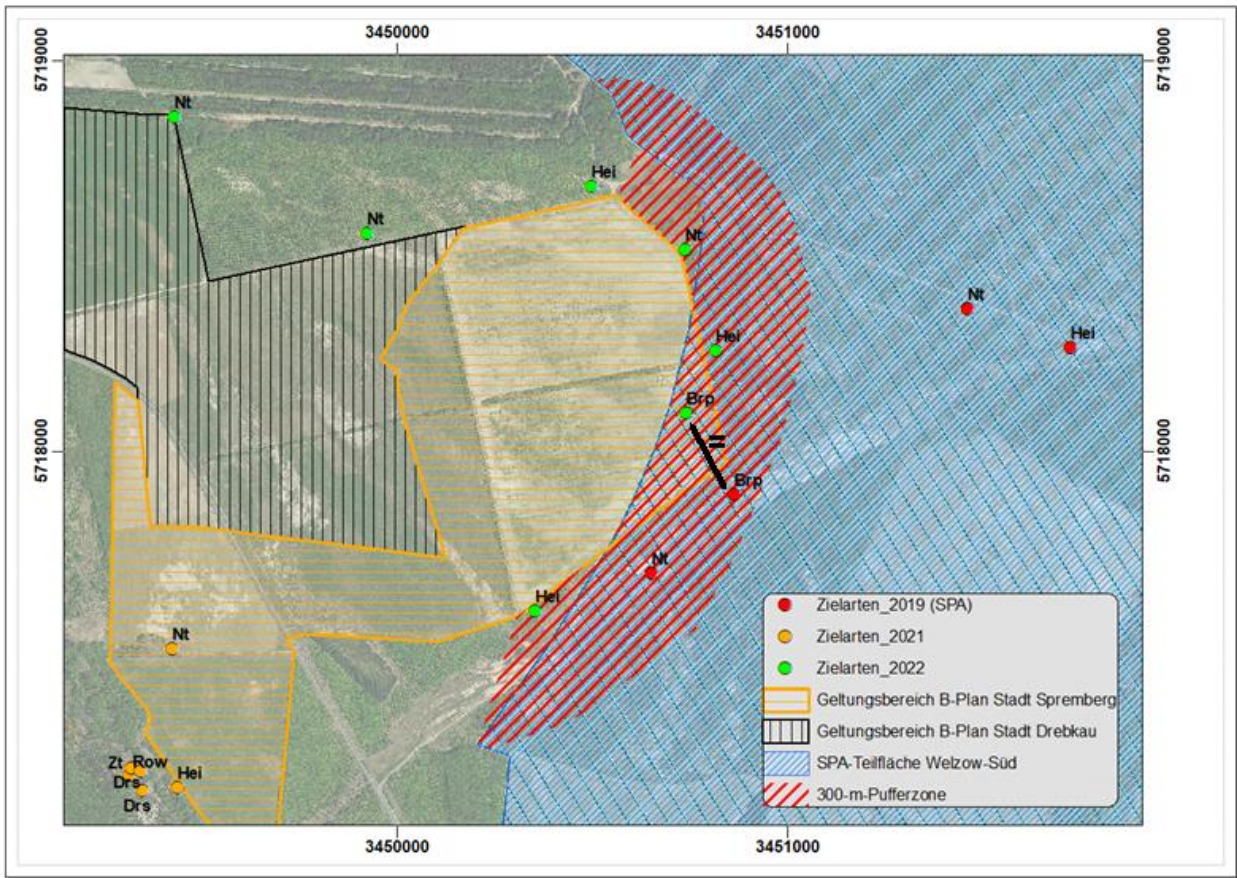 3450000
3451000
5719000
5719000
Nt
Hei
Nt
Nt
Nt
Hei
Hei
Brp
5718000
=
5718000
Brp
Nt
Hei
Nt
Zt
Row
Drs
Hei
Drs
Zielarten_2019 (SPA)
Zielarten_2021
Zielarten_2022
Geltungsbereich B-Plan Stadt Spremberg
Geltungsbereich B-Plan Stadt Drebkau
SPA-Teilfläche Welzow-Süd
300-m-Pufferzone
3450000
3451000